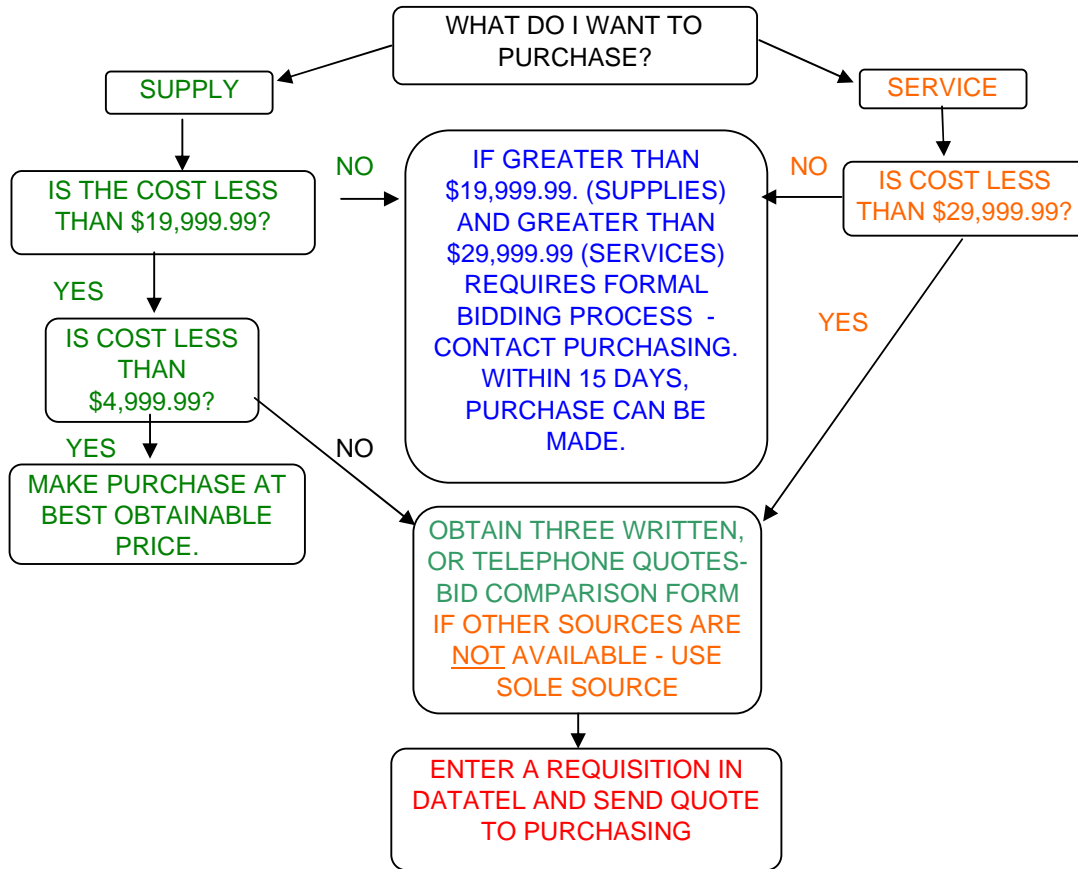 WHAT DO I WANT TO
PURCHASE?
SUPPLY
SERVICE
IS THE COST LESS
THAN $19,999.99?
NO
IF GREATER THAN
$19,999.99. (SUPPLIES)
AND GREATER THAN
$29,999.99 (SERVICES)
REQUIRES FORMAL
BIDDING PROCESS -
CONTACT PURCHASING.
WITHIN 15 DAYS,
PURCHASE CAN BE
MADE.
NO
IS COST LESS
THAN $29,999.99?
YES
YES
IS COST LESS
THAN
$4,999.99?
YES
NO
MAKE PURCHASE AT
BEST OBTAINABLE
PRICE.
OBTAIN THREE WRITTEN,
OR TELEPHONE QUOTES-
BID COMPARISON FORM
IF OTHER SOURCES ARE
NOT AVAILABLE - USE
SOLE SOURCE
ENTER A REQUISITION IN
DATATEL AND SEND QUOTE
TO PURCHASING